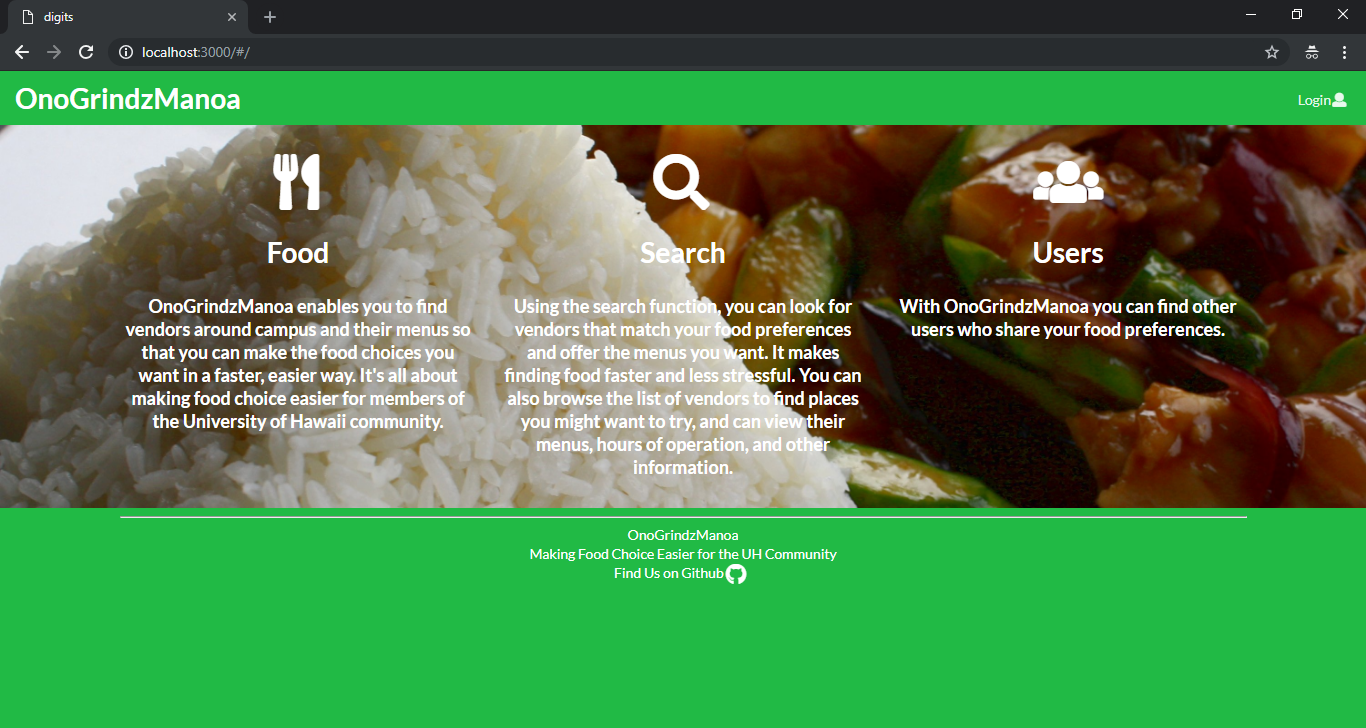 digits
localhost:3000/#/
OnoGrindzManoa
Login
Food
OnoGrindzManoa enables you to find
vendors around campus and their menus so
that you can make the food choices you
want in a faster, easier way. It's all about
making food choice easier for members of
the University of Hawaii community.
Search
Using the search function, you can look for
vendors that match your food preferences
and offer the menus you want. It makes
finding food faster and less stressful. You can
also browse the list of vendors to find places
you might want to try, and can view their
menus, hours of operation, and other
information.
Users
With OnoGrindzManoa you can find other
users who share your food preferences.
OnoGrindzManoa
Making Food Choice Easier for the UH Community
Find Us on Github